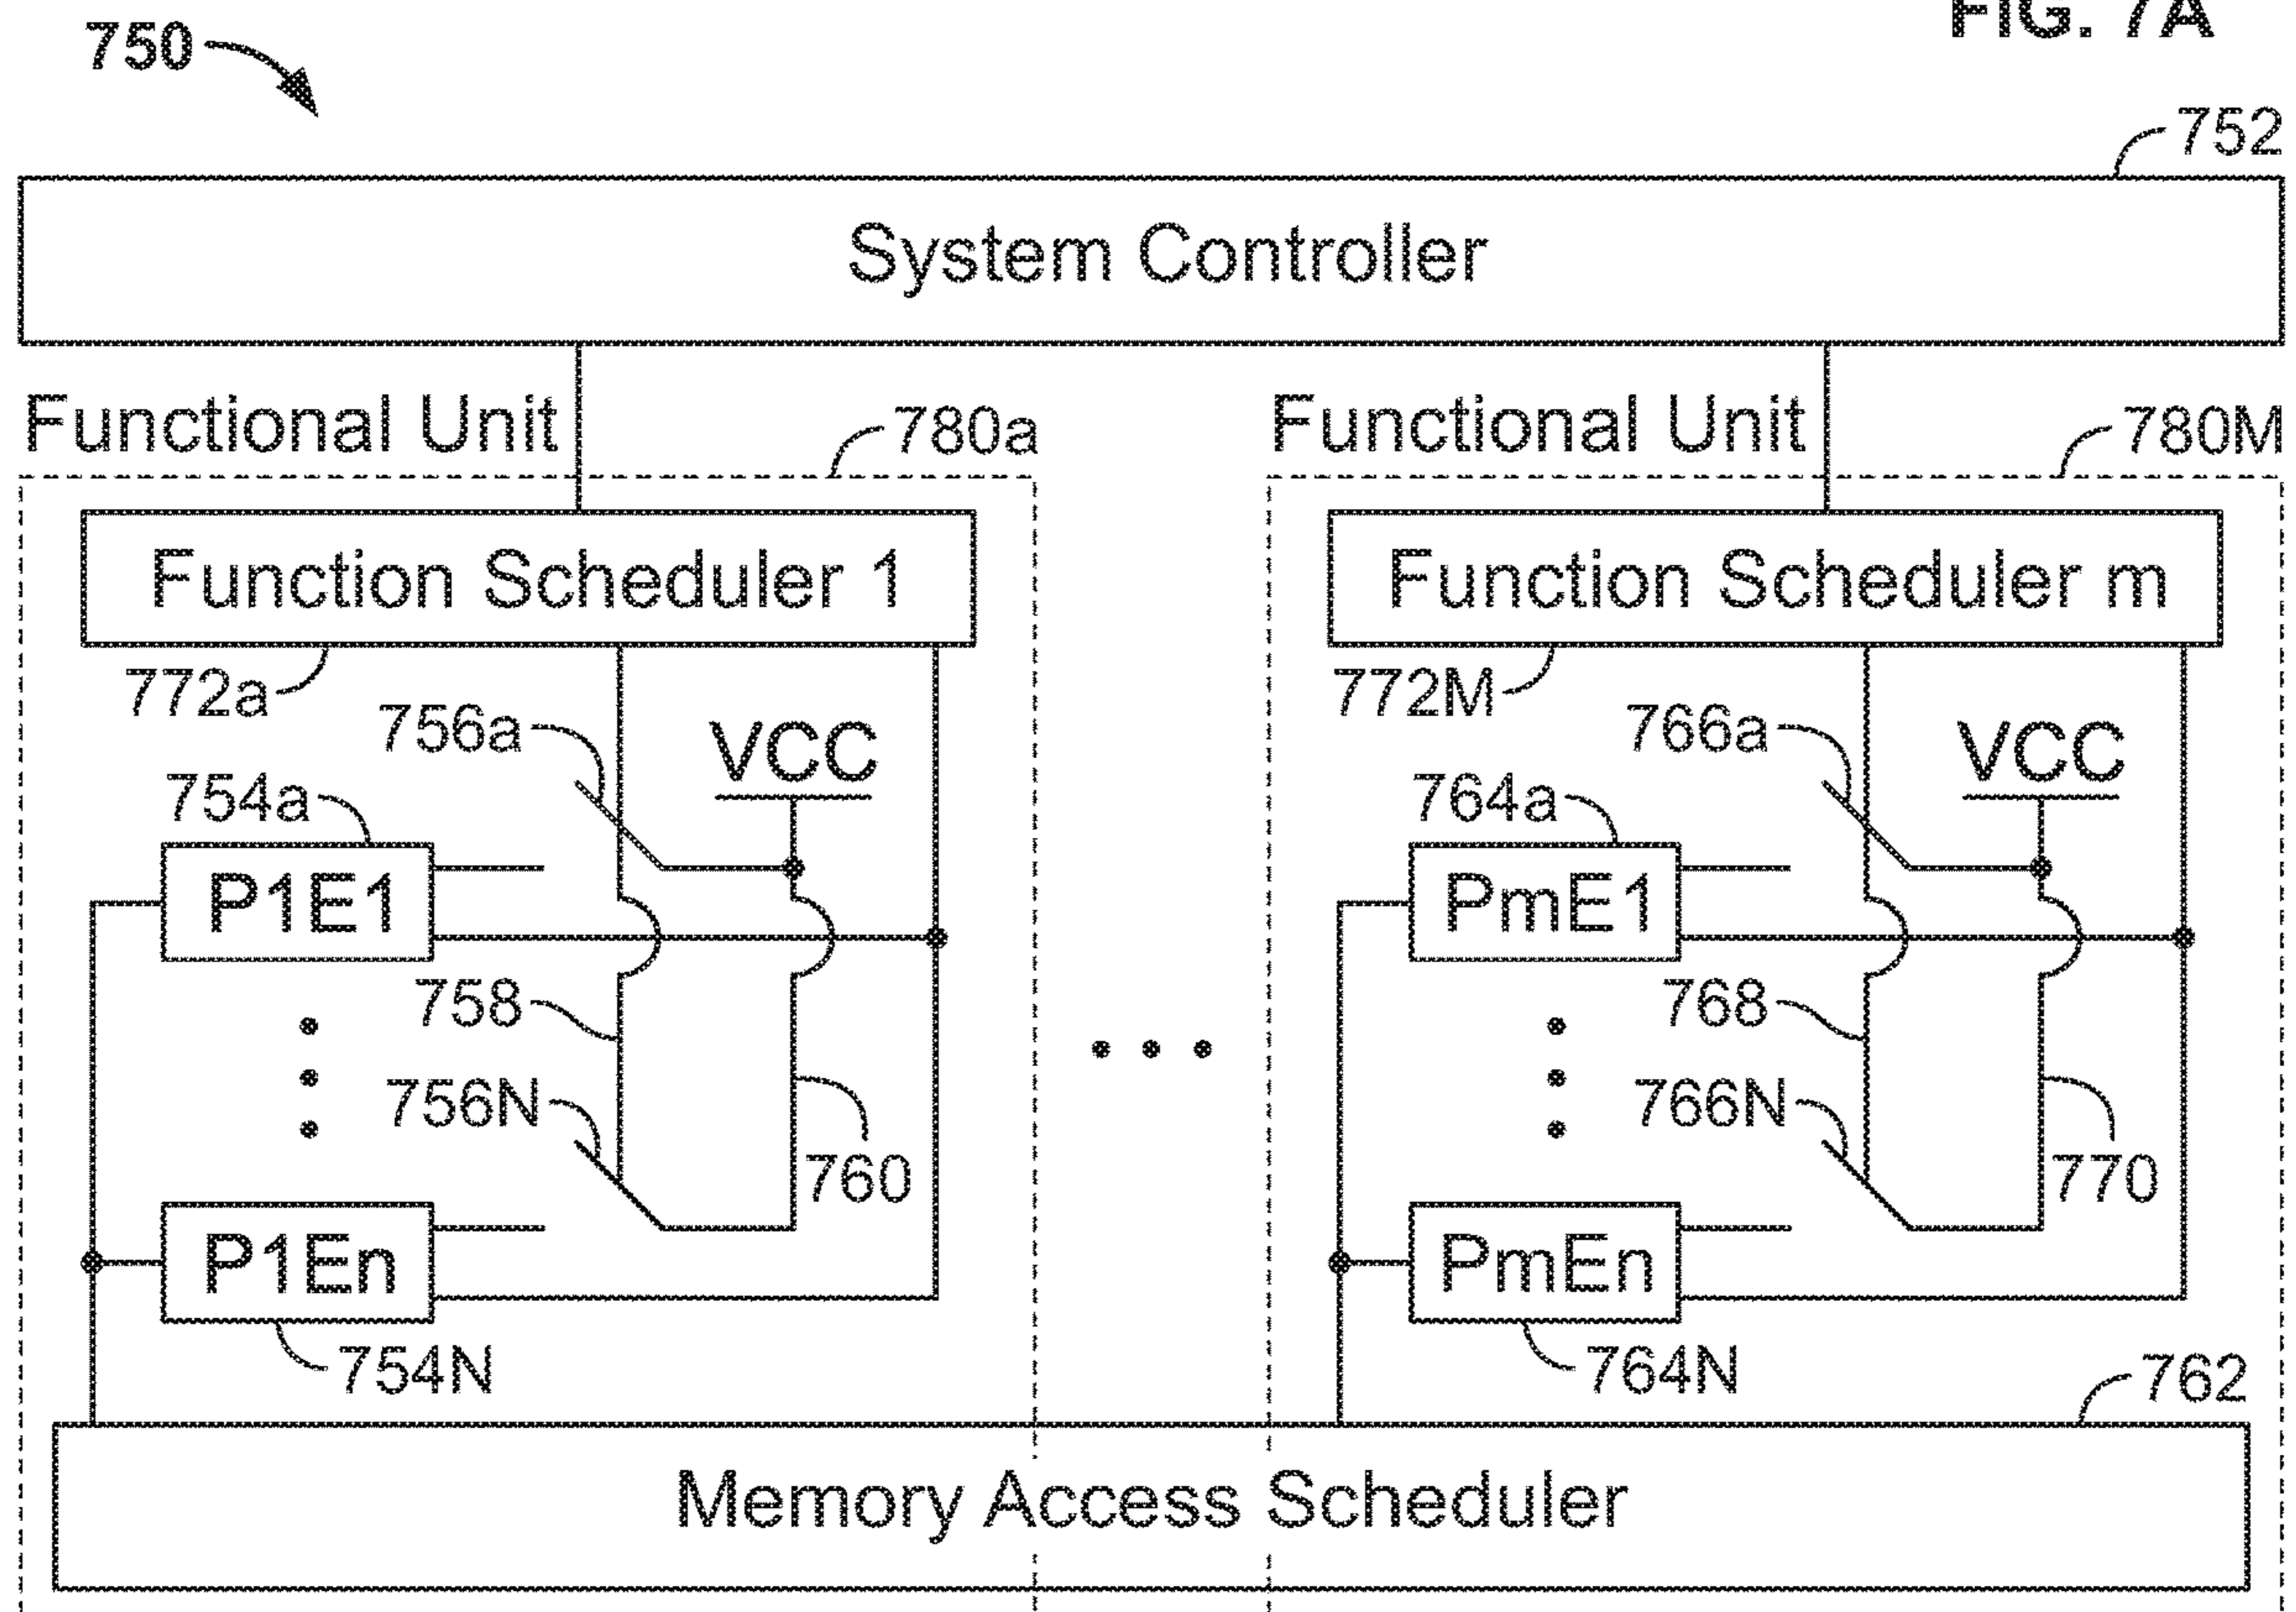 FIG. 7A
750
752
System Controller
Functional Unit
780a
Functional Unit
780M
Function Scheduler 1
Function Scheduler m
772a
772M
756a
VCC
766a
VCC
754a
764a
P1E1
PmE1
758
768
756N
760
766N
770
P1En
PmEn
754N
764N
762
Memory Access Scheduler